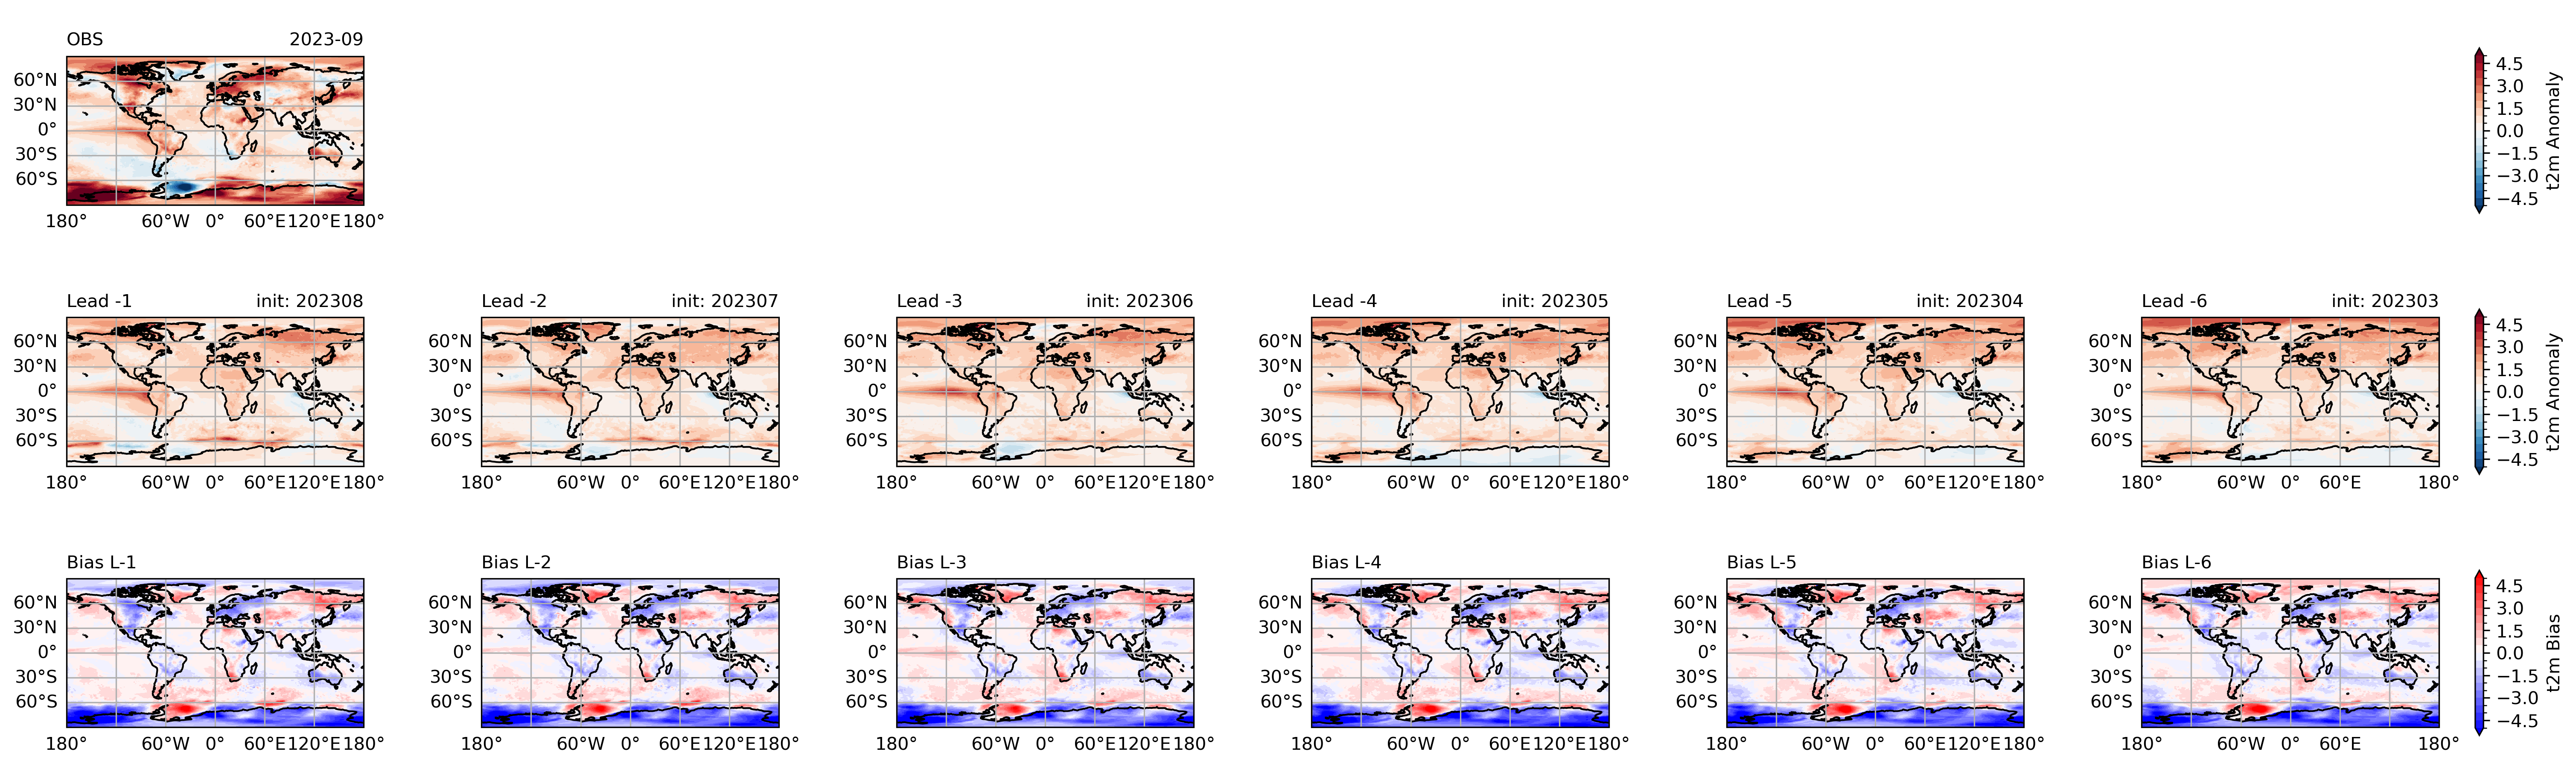 OBS 2023-09
60°N
30°N
0°
30°S
60°S
180° 60°W 0° 60°E 120°E 180°
4.5
3.0
1.5
0.0
−1.5
−3.0
−4.5
t2m Anomaly
Lead -1 init: 202308
60°N
30°N
0°
30°S
60°S
180° 60°W 0° 60°E 120°E 180°
Lead -2 init: 202307
60°N
30°N
0°
30°S
60°S
180° 60°W 0° 60°E 120°E 180°
Lead -3 init: 202306
60°N
30°N
0°
30°S
60°S
180° 60°W 0° 60°E 120°E 180°
Lead -4 init: 202305
60°N
30°N
0°
30°S
60°S
180° 60°W 0° 60°E 120°E 180°
Lead -5 init: 202304
60°N
30°N
0°
30°S
60°S
180° 60°W 0° 60°E 120°E 180°
Lead -6 init: 202303
60°N
30°N
0°
30°S
60°S
180° 60°W 0° 60°E 180°
4.5
3.0
1.5
0.0
−1.5
−3.0
−4.5
t2m Anomaly
Bias L-1
60°N
30°N
0°
30°S
60°S
180° 60°W 0° 60°E 120°E 180°
Bias L-2
60°N
30°N
0°
30°S
60°S
180° 60°W 0° 60°E 120°E 180°
Bias L-3
60°N
30°N
0°
30°S
60°S
180° 60°W 0° 60°E 120°E 180°
Bias L-4
60°N
30°N
0°
30°S
60°S
180° 60°W 0° 60°E 120°E 180°
Bias L-5
60°N
30°N
0°
30°S
60°S
180° 60°W 0° 60°E 120°E 180°
Bias L-6
60°N
30°N
0°
30°S
60°S
180° 60°W 0° 60°E 180°
4.5
3.0
1.5
0.0
−1.5
−3.0
−4.5
t2m Bias